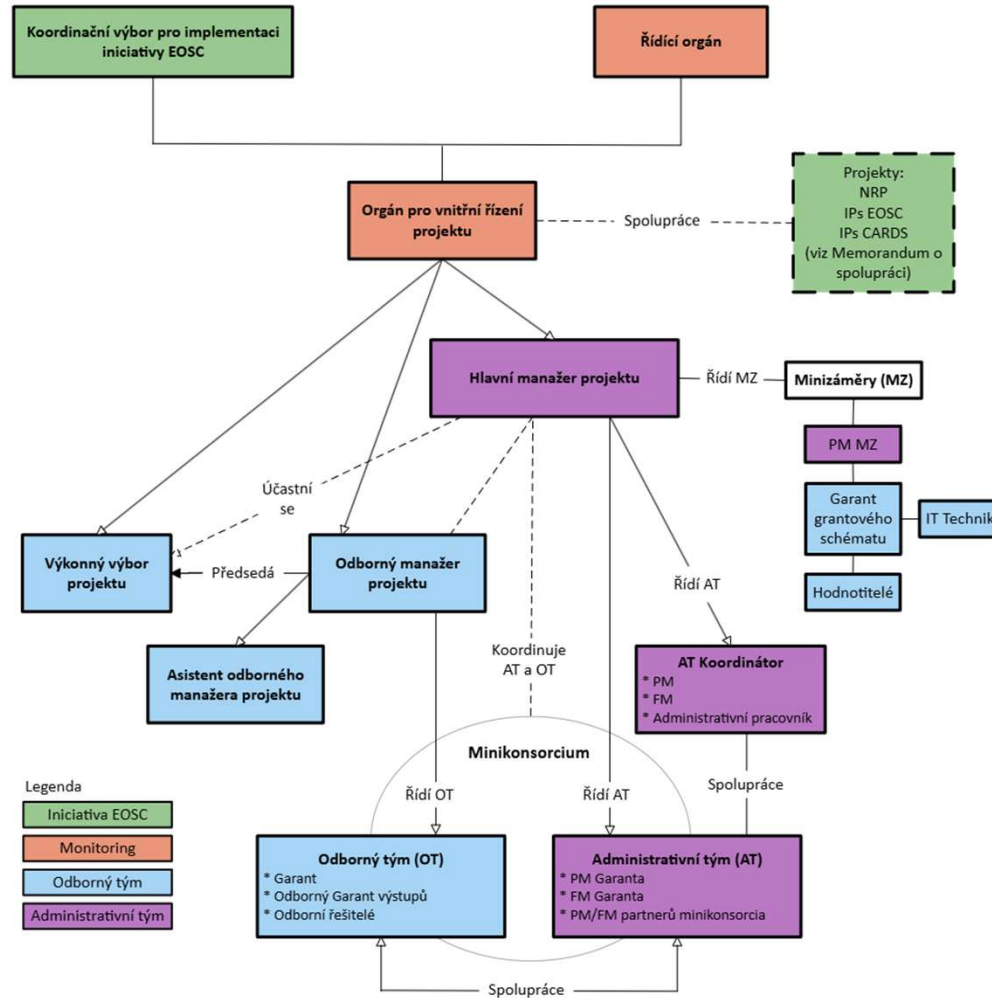 Koordinační výbor pro implementaci
iniciativy EOSC
Řídící orgán
Orgán pro vnitřní řízení
projektu
Spolupráce
Projekty:
NRP
IPs EOSC
IPs CARDS
(viz Memorandum o
spolupráci)
Hlavní manažer projektu
Řídí MZ
Minizáměry (MZ)
PM MZ
Garant
grantového
schématu
IT Technik
Hodnotitelé
Účastní
se
Výkonný výbor
projektu
Předsedá
Odborný manažer
projektu
Řídí AT
Asistent odborného
manažera projektu
Koordinuje
AT a OT
AT Koordinátor
* PM
* FM
* Administrativní pracovník
Minikonsorcium
Spolupráce
Řídí OT
Řídí AT
Legenda
Iniciativa EOSC
Monitoring
Odborný tým
Administrativní tým
Odborný tým (OT)
* Garant
* Odborný Garant výstupů
* Odborní řešitelé
Administrativní tým (AT)
* PM Garanta
* FM Garanta
* PM/FM partnerů minikonsorcia
Spolupráce